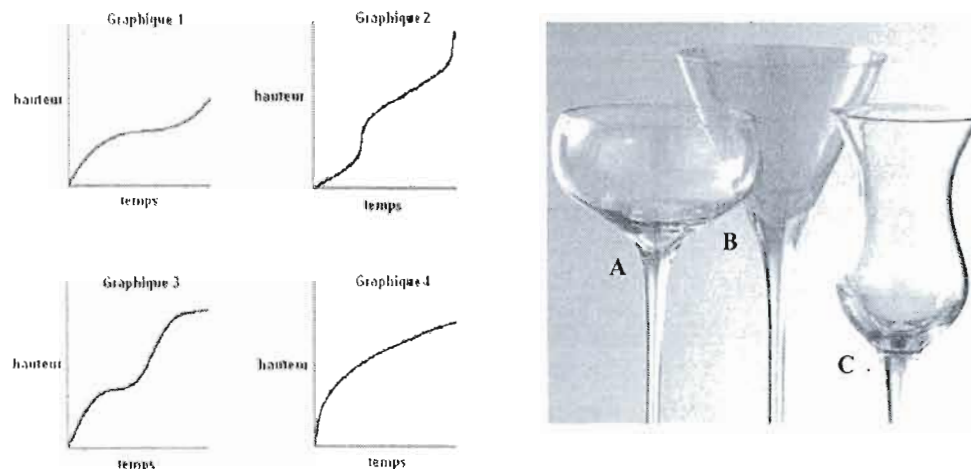 Graphique 1
hauteur
temps
Graphique 2
hauteur
temps
Graphique 3
hauteur
temps
Graphique 4
hauteur
temps
A
B
C